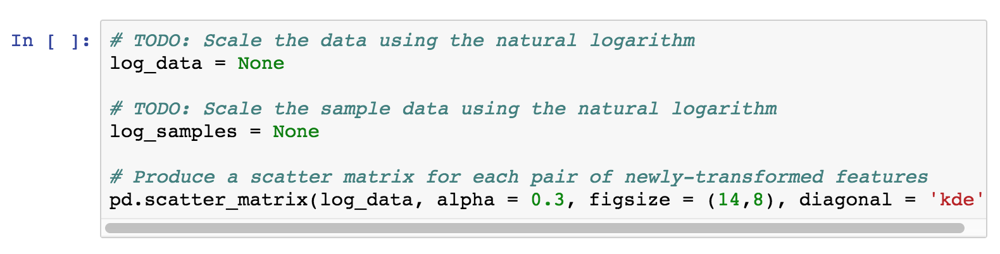 In [ ]: # TODO: Scale the data using the natural logarithm
log_data = None
# TODO: Scale the sample data using the natural logarithm
log_samples = None
# Produce a scatter matrix for each pair of newly-transformed features
pd.scatter_matrix(log_data, alpha = 0.3, figsize = (14,8), diagonal = 'kde'